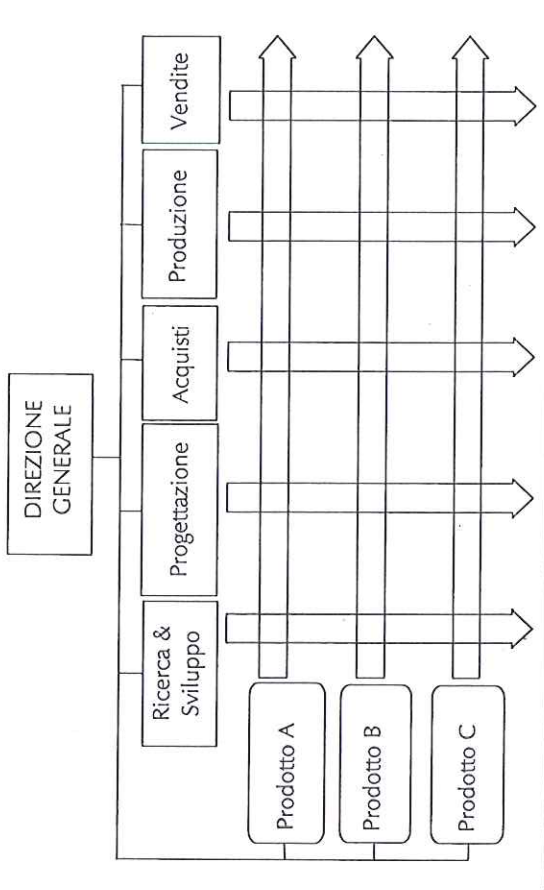 DIREZIONE
GENERALE
Ricerca &
Sviluppo
Progettazione
Acquisti
Produzione
Vendite
Prodotto A
Prodotto B
Prodotto C